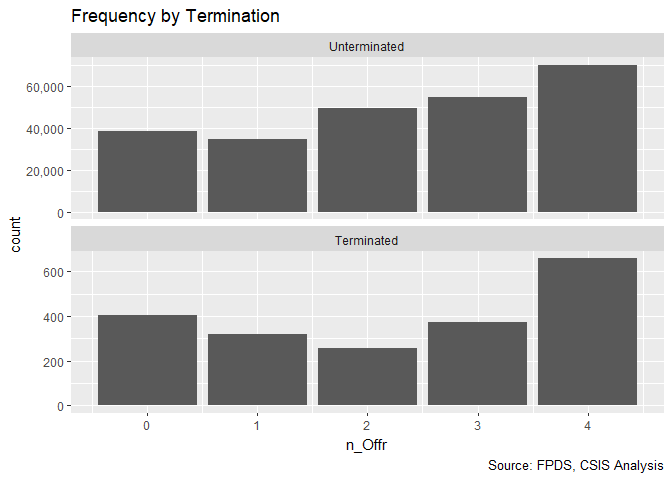 Frequency by Termination
Unterminated
60,000
40,000
20,000
0
count
Terminated
600
400
200
0
0 1 2 3 4
n_Offr
Source: FPDS, CSIS Analysis